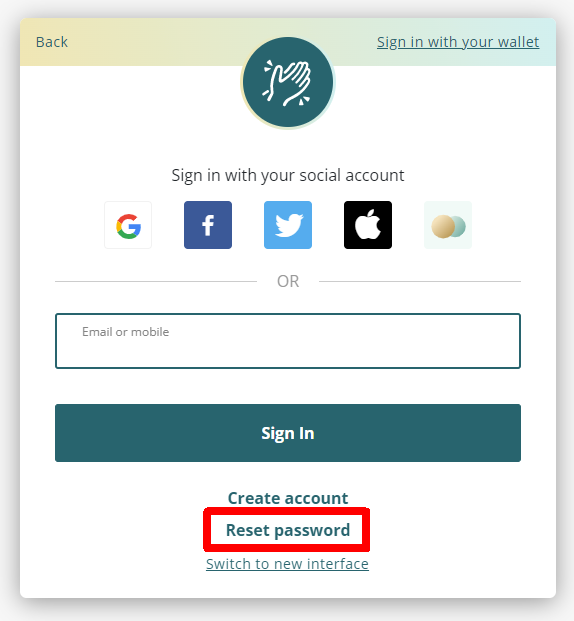 Back
Sign in with your wallet
Sign in with your social account
OR
Email or mobile
Sign In
Create account
Reset password
Switch to new interface